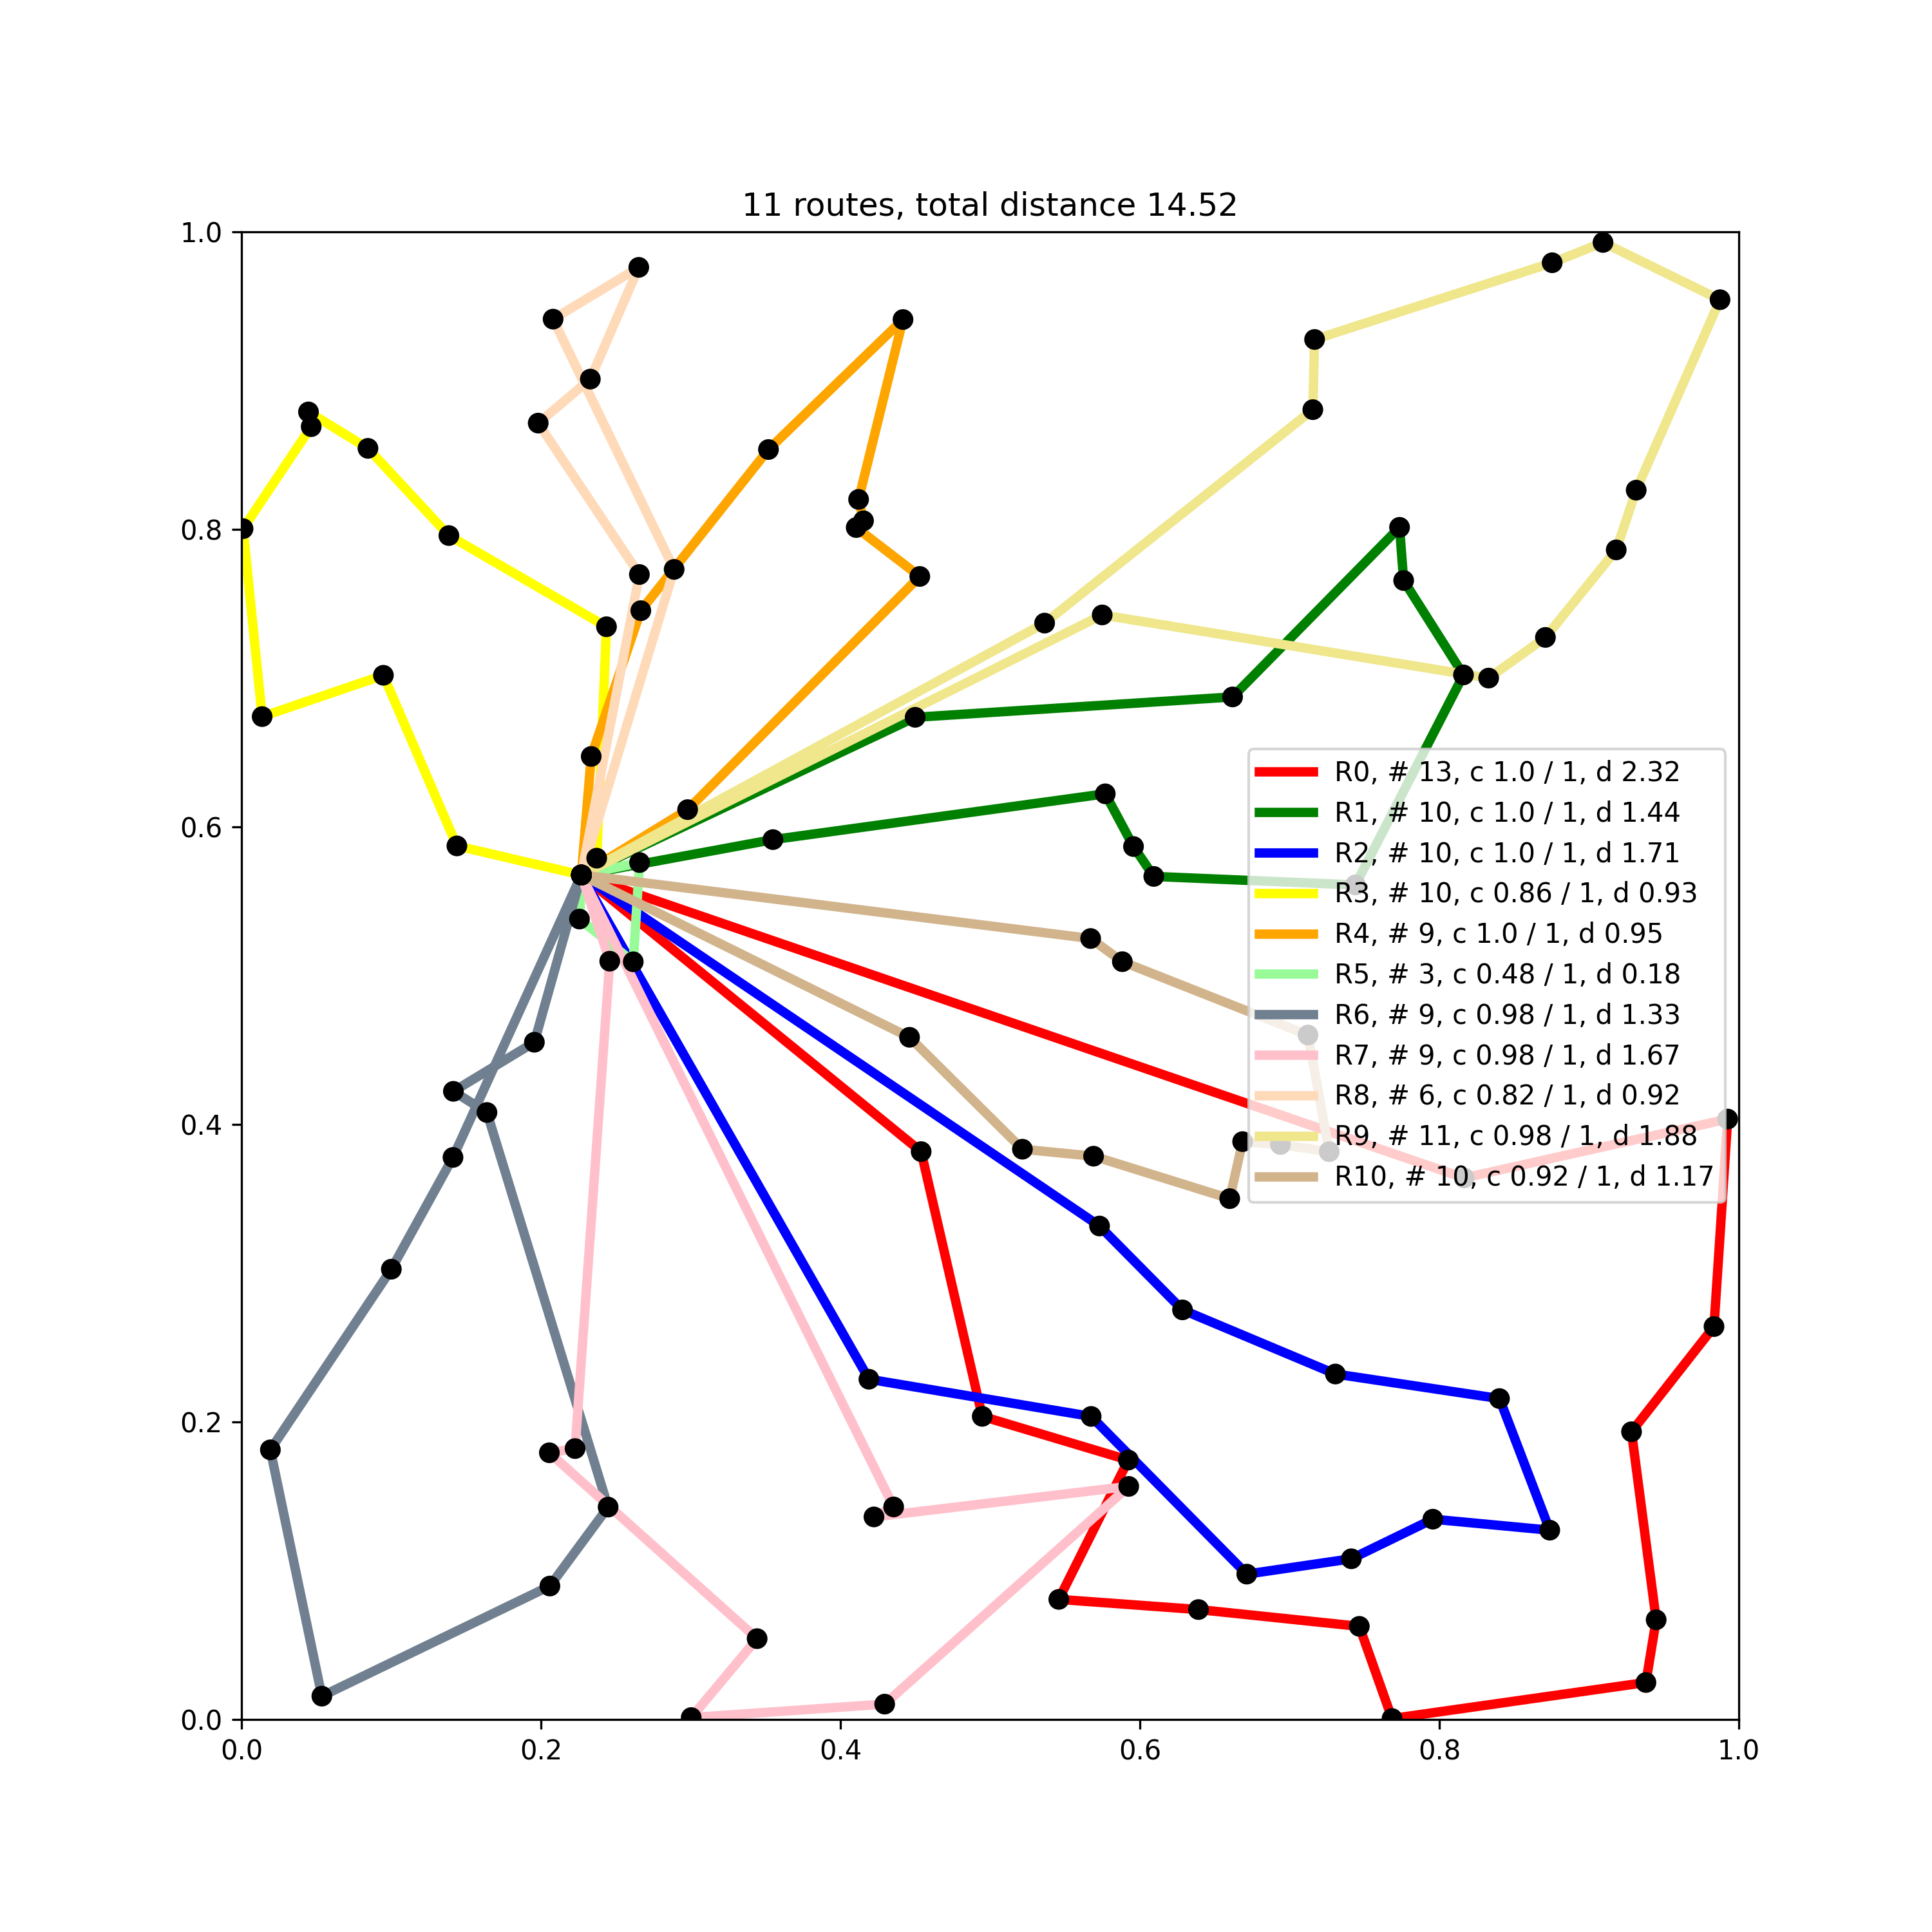 11 routes, total distance 14.52
1.0
0.8
0.6
0.4
0.2
0.0
0.0 0.2 0.4 0.6 0.8 1.0
R0, # 13, c 1.0 / 1, d 2.32
R1, # 10, c 1.0 / 1, d 1.44
R2, # 10, c 1.0 / 1, d 1.71
R3, # 10, c 0.86 / 1, d 0.93
R4, # 9, c 1.0 / 1, d 0.95
R5, # 3, c 0.48 / 1, d 0.18
R6, # 9, c 0.98 / 1, d 1.33
R7, # 9, c 0.98 / 1, d 1.67
R8, # 6, c 0.82 / 1, d 0.92
R9, # 11, c 0.98 / 1, d 1.88
R10, # 10, c 0.92 / 1, d 1.17